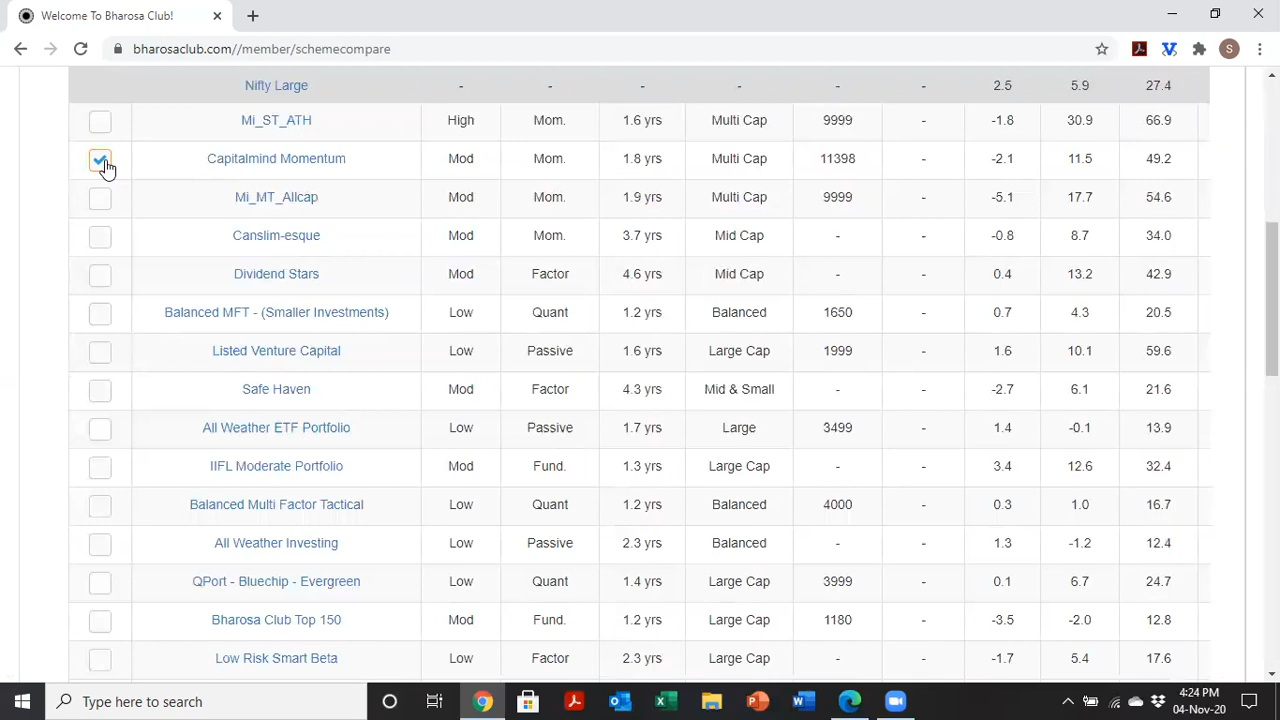 Welcome To Bharosa Club!
bharosaclub.com//member/schemecompare
S
Nifty Large - - - - - - 2.5 5.9 27.4
Mi_ST_ATH High Mom. 1.6 yrs Multi Cap 9999 - -1.8 30.9 66.9
Capitalmind Momentum Mod Mom. 1.8 yrs Multi Cap 11398 - -2.1 11.5 49.2
Mi_MT_Allcap Mod Mom. 1.9 yrs Multi Cap 9999 - -5.1 17.7 54.6
Canslim-esque Mod Mom. 3.7 yrs Mid Cap - - -0.8 8.7 34.0
Dividend Stars Mod Factor 4.6 yrs Mid Cap - - 0.4 13.2 42.9
Balanced MFT - (Smaller Investments) Low Quant 1.2 yrs Balanced 1650 - 0.7 4.3 20.5
Listed Venture Capital Low Passive 1.6 yrs Large Cap 1999 - 1.6 10.1 59.6
Safe Haven Mod Factor 4.3 yrs Mid & Small - - -2.7 6.1 21.6
All Weather ETF Portfolio Low Passive 1.7 yrs Large 3499 - 1.4 -0.1 13.9
IIFL Moderate Portfolio Mod Fund. 1.3 yrs Large Cap - - 3.4 12.6 32.4
Balanced Multi Factor Tactical Low Quant 1.2 yrs Balanced 4000 - 0.3 1.0 16.7
All Weather Investing Low Passive 2.3 yrs Balanced - - 1.3 -1.2 12.4
QPort - Bluechip - Evergreen Low Quant 1.4 yrs Large Cap 3999 - 0.1 6.7 24.7
Bharosa Club Top 150 Mod Fund. 1.2 yrs Large Cap 1180 - -3.5 -2.0 12.8
Low Risk Smart Beta Low Factor 2.3 yrs Large Cap - - -1.7 5.4 17.6
Type here to search
4:24 PM
04-Nov-20